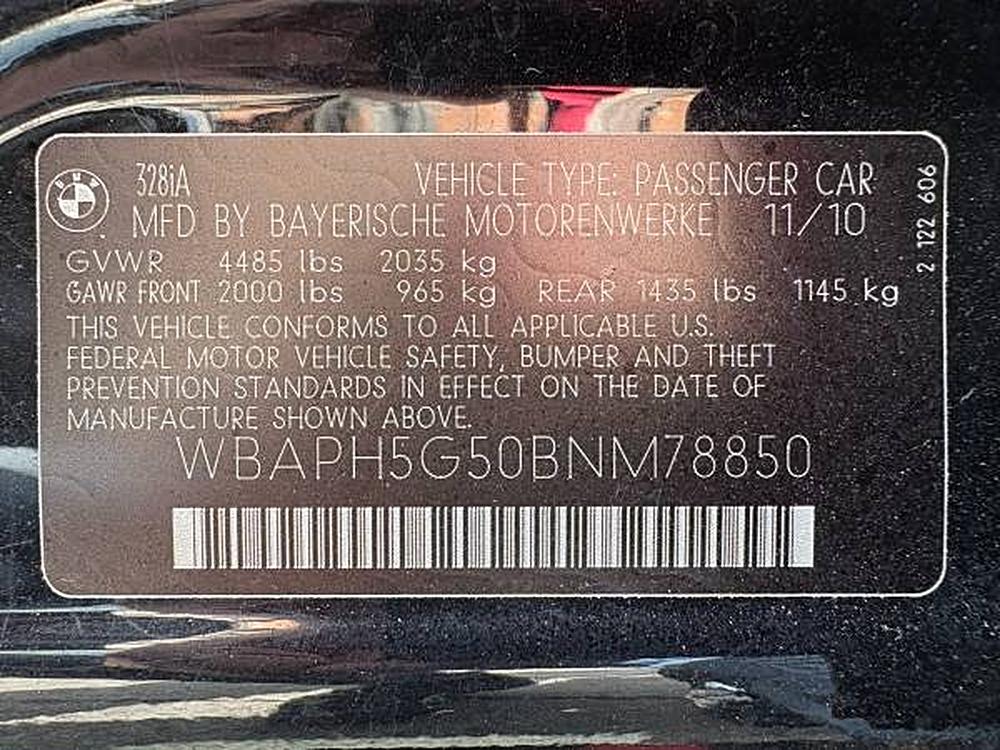 BMW
328iA VEHICLE TYPE: PASSENGER CAR
MFD BY BAYERISCHE MOTORENWERKE 11/10
GVWR 4485 lbs 2035 kg
GAWR FRONT 2000 lbs 965 kg REAR 1435 lbs 1145 kg
THIS VEHICLE CONFORMS TO ALL APPLICABLE U.S.
FEDERAL MOTOR VEHICLE SAFETY, BUMPER AND THEFT
PREVENTION STANDARDS IN EFFECT ON THE DATE OF
MANUFACTURE SHOWN ABOVE.
WBAPH5G50BNM78850
2 122 606